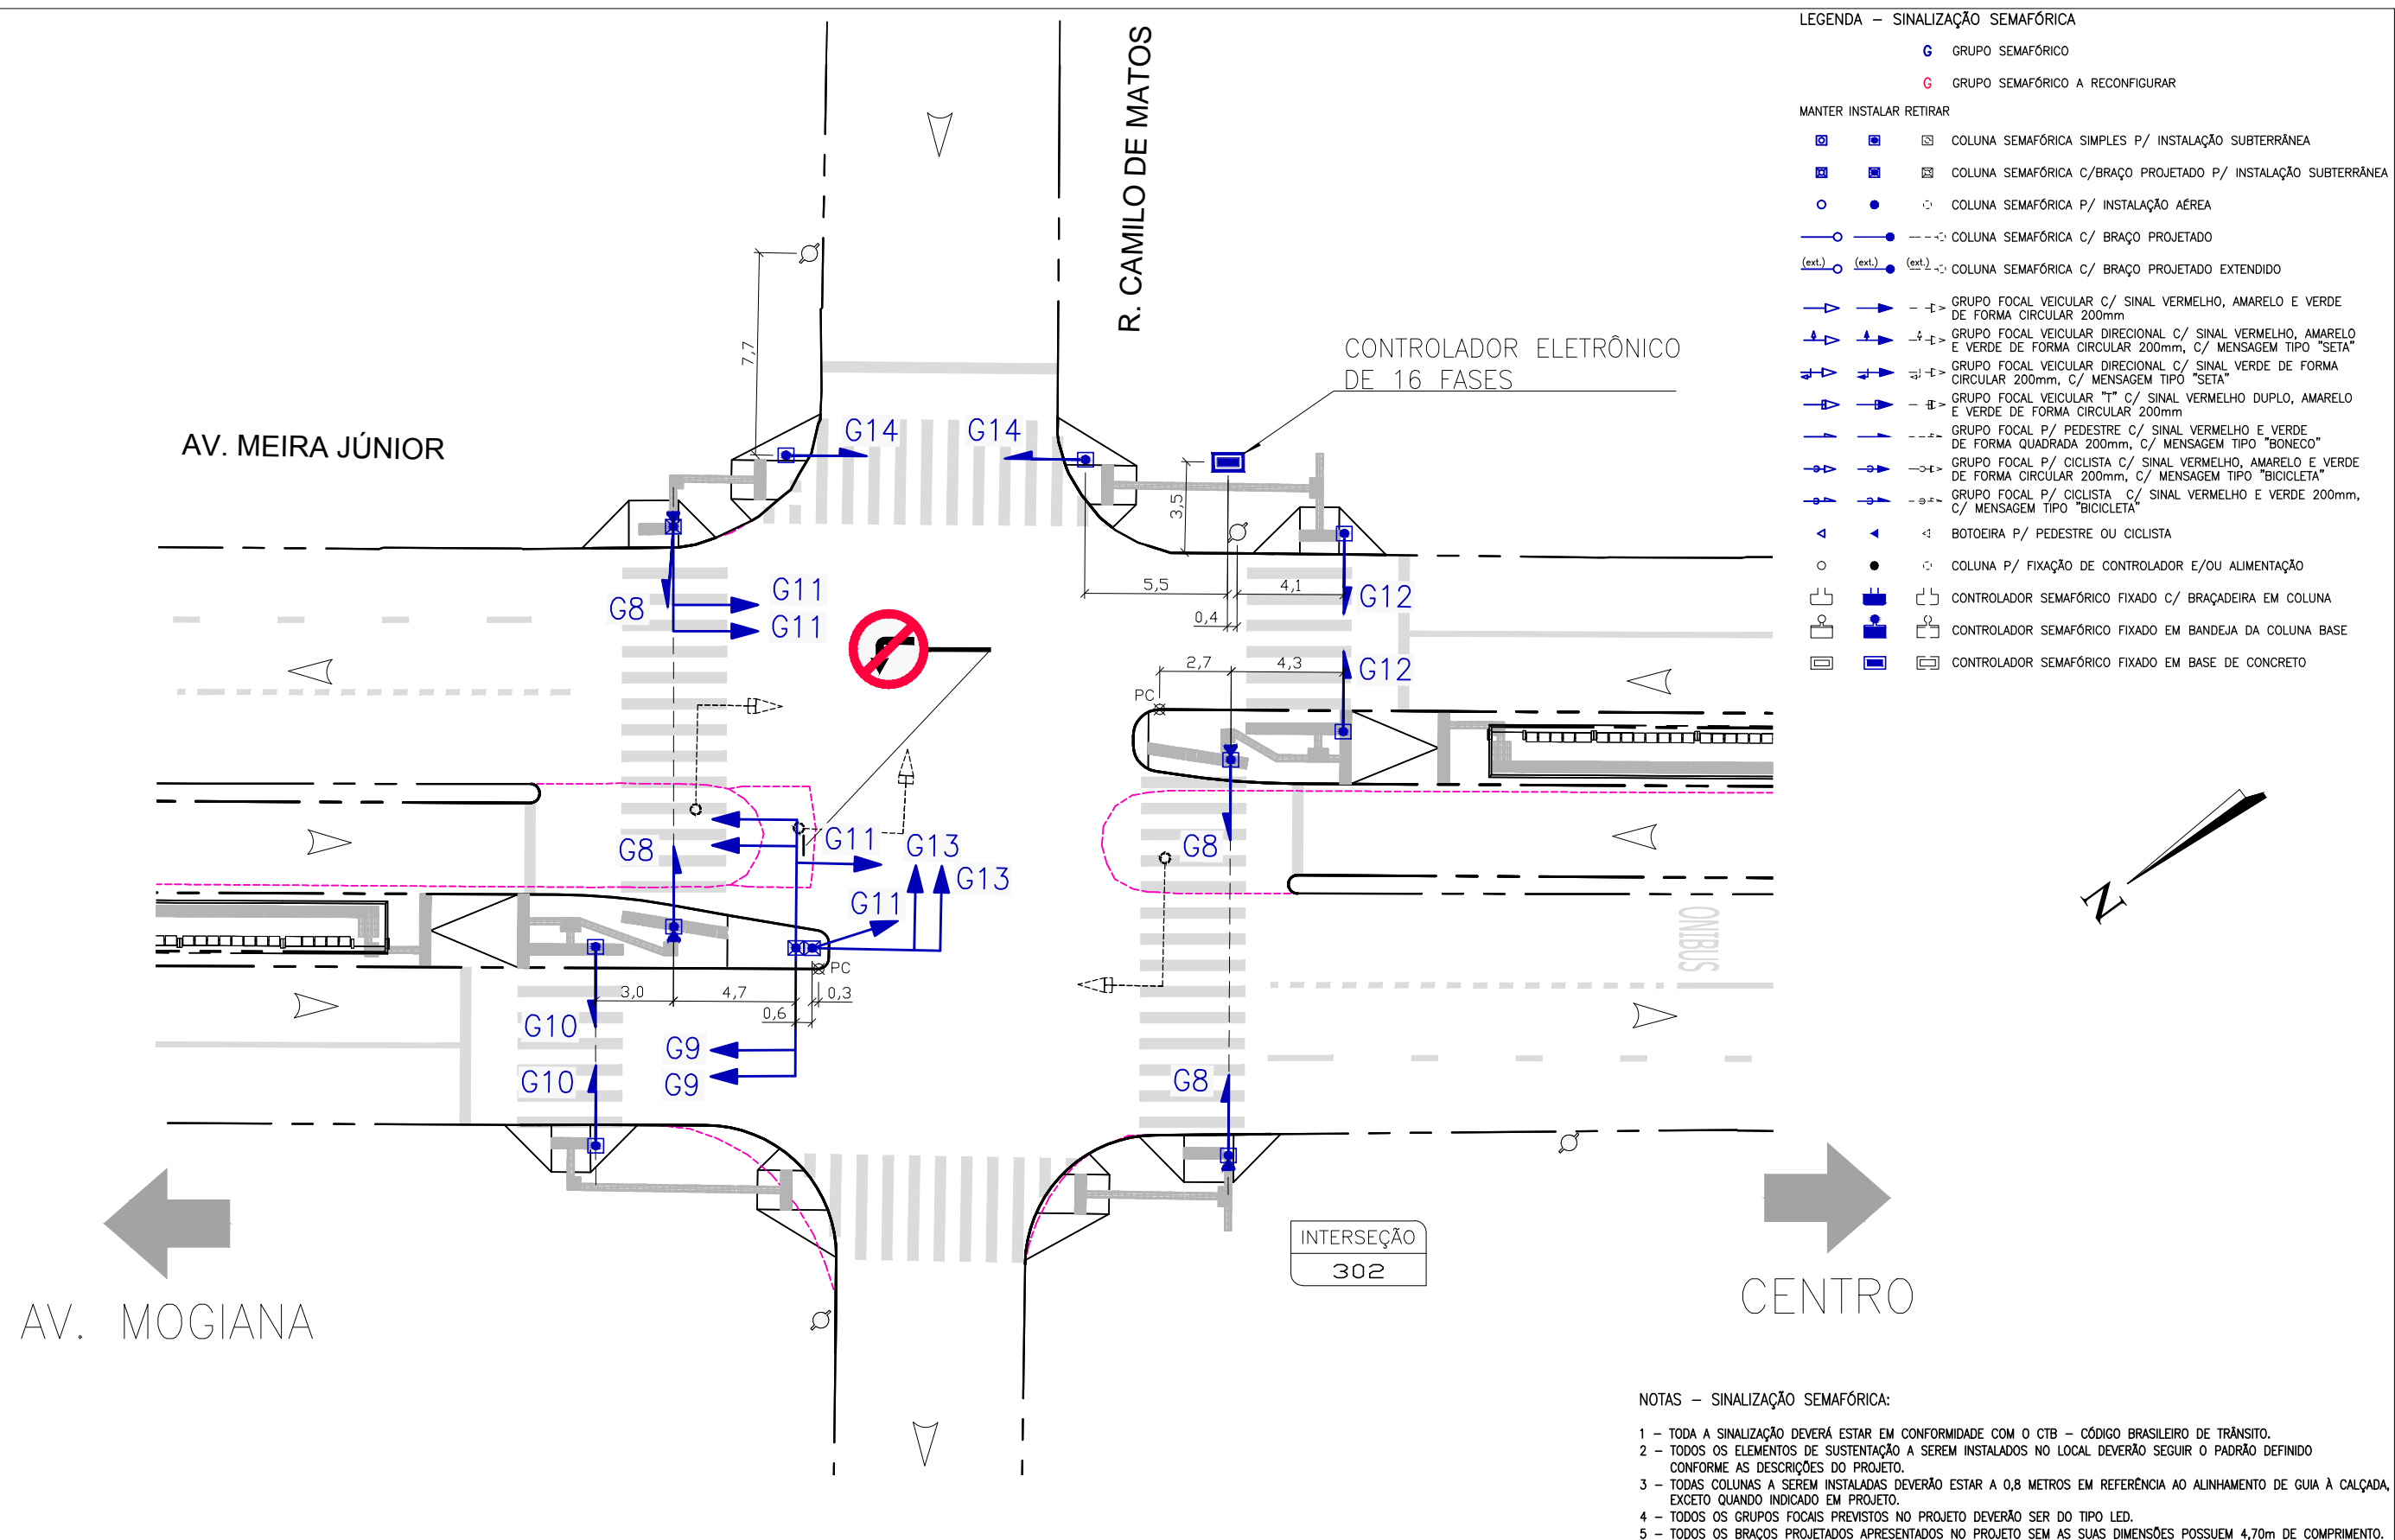 R. CAMILO DE MATOS
AV. MEIRA JÚNIOR
CONTROLADOR ELETRÔNICO
DE 16 FASES
7,7
G14
G14
3,5
5,5
4,1
0,4
G8
G11
G11
G12
G12
2,7
4,3
PC
G8
G11
G13
G13
G11
G8
ONIBUS
PC
3,0
4,7
0,3
0,6
G10
G9
G10
G9
G8
INTERSEÇÃO
302
AV. MOGIANA
CENTRO
N
LEGENDA – SINALIZAÇÃO SEMAFÓRICA
G GRUPO SEMAFÓRICO
G GRUPO SEMAFÓRICO A RECONFIGURAR
MANTER INSTALAR RETIRAR
COLUNA SEMAFÓRICA SIMPLES P/ INSTALAÇÃO SUBTERRÂNEA
COLUNA SEMAFÓRICA C/BRAÇO PROJETADO P/ INSTALAÇÃO SUBTERRÂNEA
COLUNA SEMAFÓRICA P/ INSTALAÇÃO AÉREA
COLUNA SEMAFÓRICA C/ BRAÇO PROJETADO
(ext.) (ext.) (ext.) COLUNA SEMAFÓRICA C/ BRAÇO PROJETADO EXTENDIDO
GRUPO FOCAL VEICULAR C/ SINAL VERMELHO, AMARELO E VERDE
DE FORMA CIRCULAR 200mm
GRUPO FOCAL VEICULAR DIRECIONAL C/ SINAL VERMELHO, AMARELO
E VERDE DE FORMA CIRCULAR 200mm, C/ MENSAGEM TIPO "SETA"
GRUPO FOCAL VEICULAR DIRECIONAL C/ SINAL VERDE DE FORMA
CIRCULAR 200mm, C/ MENSAGEM TIPO "SETA"
GRUPO FOCAL VEICULAR "T" C/ SINAL VERMELHO DUPLO, AMARELO
E VERDE DE FORMA CIRCULAR 200mm
GRUPO FOCAL P/ PEDESTRE C/ SINAL VERMELHO E VERDE
DE FORMA QUADRADA 200mm, C/ MENSAGEM TIPO "BONECO"
GRUPO FOCAL P/ CICLISTA C/ SINAL VERMELHO, AMARELO E VERDE
DE FORMA CIRCULAR 200mm, C/ MENSAGEM TIPO "BICICLETA"
GRUPO FOCAL P/ CICLISTA C/ SINAL VERMELHO E VERDE 200mm,
C/ MENSAGEM TIPO "BICICLETA"
BOTOEIRA P/ PEDESTRE OU CICLISTA
COLUNA P/ FIXAÇÃO DE CONTROLADOR E/OU ALIMENTAÇÃO
CONTROLADOR SEMAFÓRICO FIXADO C/ BRAÇADEIRA EM COLUNA
CONTROLADOR SEMAFÓRICO FIXADO EM BANDEJA DA COLUNA BASE
CONTROLADOR SEMAFÓRICO FIXADO EM BASE DE CONCRETO
NOTAS – SINALIZAÇÃO SEMAFÓRICA:
1 – TODA A SINALIZAÇÃO DEVERÁ ESTAR EM CONFORMIDADE COM O CTB – CÓDIGO BRASILEIRO DE TRÂNSITO.
2 – TODOS OS ELEMENTOS DE SUSTENTAÇÃO A SEREM INSTALADOS NO LOCAL DEVERÃO SEGUIR O PADRÃO DEFINIDO
CONFORME AS DESCRIÇÕES DO PROJETO.
3 – TODAS COLUNAS A SEREM INSTALADAS DEVERÃO ESTAR A 0,8 METROS EM REFERÊNCIA AO ALINHAMENTO DE GUIA À CALÇADA,
EXCETO QUANDO INDICADO EM PROJETO.
4 – TODOS OS GRUPOS FOCAIS PREVISTOS NO PROJETO DEVERÃO SER DO TIPO LED.
5 – TODOS OS BRAÇOS PROJETADOS APRESENTADOS NO PROJETO SEM AS SUAS DIMENSÕES POSSUEM 4,70m DE COMPRIMENTO.